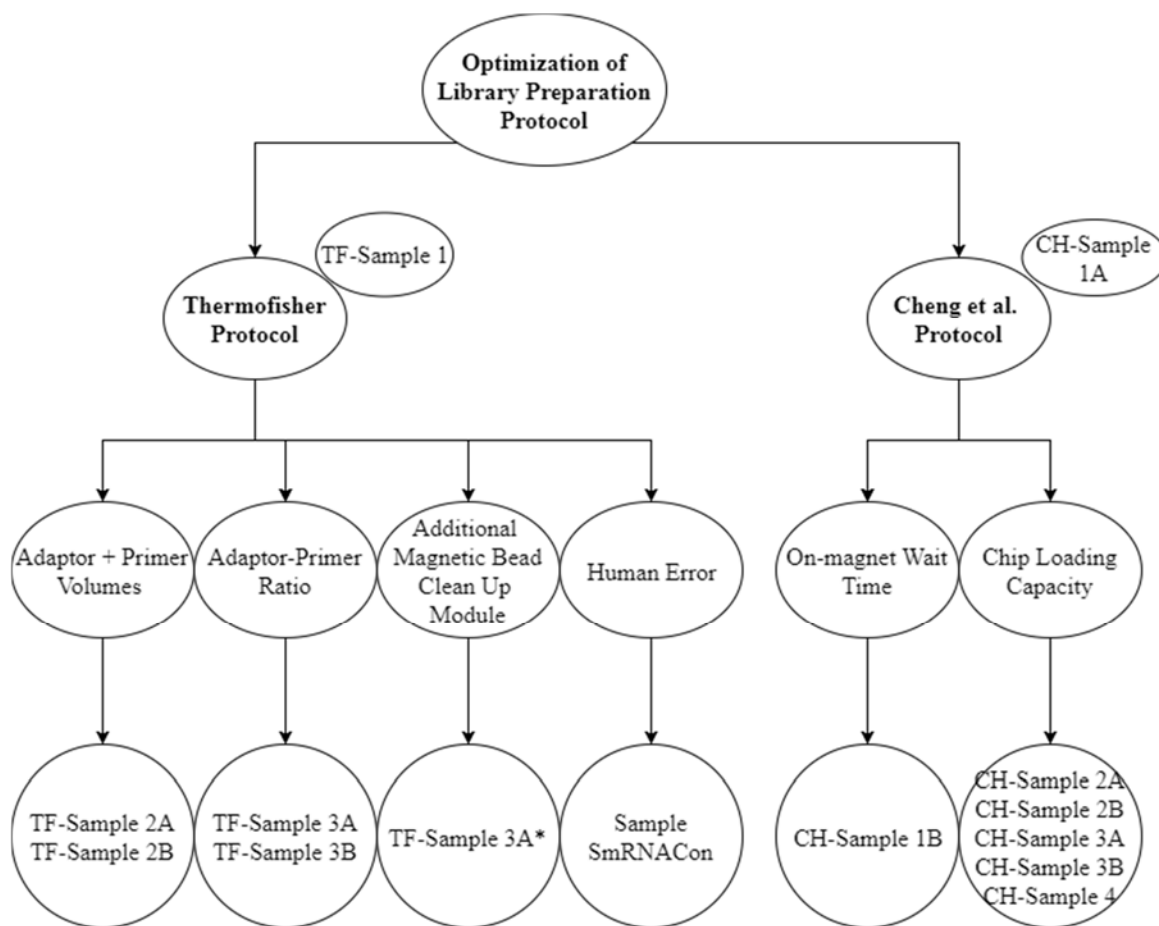 Optimization of
Library Preparation
Protocol
TF-Sample 1
CH-Sample
1A
Thermofisher
Protocol
Cheng et al.
Protocol
Adaptor + Primer
Volumes
Adaptor-Primer
Ratio
Additional
Magnetic Bead
Clean Up
Module
Human Error
On-magnet Wait
Time
Chip Loading
Capacity
TF-Sample 2A
TF-Sample 2B
TF-Sample 3A
TF-Sample 3B
TF-Sample 3A*
Sample
SmRNACon
CH-Sample 1B
CH-Sample 2A
CH-Sample 2B
CH-Sample 3A
CH-Sample 3B
CH-Sample 4